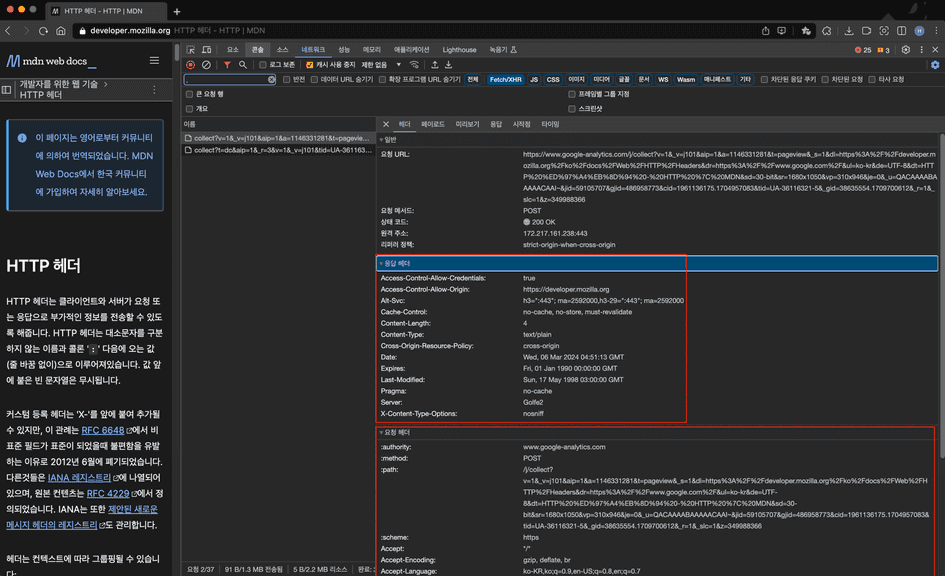 HTTP 헤더 - HTTP | MDN
developer.mozilla.org HTTP 헤더 - HTTP | MDN
mdn web docs _
개발자를 위한 웹 기술 >
HTTP 헤더
이 페이지는 영어로부터 커뮤니티
에 의하여 번역되었습니다. MDN
Web Docs에서 한국 커뮤니티
에 가입하여 자세히 알아보세요.
HTTP 헤더
HTTP 헤더는 클라이언트와 서버가 요청 또
는 응답으로 부가적인 정보를 전송할 수 있도
록 해줍니다. HTTP 헤더는 대소문자를 구분
하지 않는 이름과 콜론 ':' 다음에 오는 값
(줄 바꿈 없이)으로 이루어져있습니다. 값 앞
에 붙은 빈 문자열은 무시됩니다.
커스텀 등록 헤더는 'X-'를 앞에 붙여 추가될
수 있지만, 이 관례는 RFC 6648에서 비
표준 필드가 표준이 되었을때 불편함을 유발
하는 이유로 2012년 6월에 폐기되었습니다.
다른것들은 IANA 레지스트리에 나열되어
있으며, 원본 컨텐츠는 RFC 4229에서 정
의되었습니다. IANA는 또한 제안된 새로운
메시지 헤더의 레지스트리도 관리합니다.
헤더는 컨텍스트에 따라 그룹핑될 수 있습니
다:
요소 콘솔 소스 네트워크 성능 메모리 애플리케이션 Lighthouse 녹음기 25 3
로그 보존 캐시 사용 중지 제한 없음
반전 데이터 URL 숨기기 확장 프로그램 URL 숨기기 전체 Fetch/XHR JS CSS 이미지 미디어 글꼴 문서 WS Wasm 매니페스트 기타 차단된 응답 쿠키 차단된 요청 타사 요청
큰 요청 행 프레임별 그룹 지정
개요 스크린샷
이름
collect?v=1&_v=j101&aip=1&a=1146331281&t=pagevie...
collect?t=dc&aip=1&_r=3&v=1&_v=j101&tid=UA-361163...
헤더 페이로드 미리보기 응답 시작점 타이밍
일반
요청 URL: https://www.google-analytics.com/j/collect?v=1&_v=j101&aip=1&a=1146331281&t=pageview&_s=1&dl=https%3A%2F%2Fdeveloper.m
ozilla.org%2Fko%2Fdocs%2FWeb%2FHTTP%2FHeaders&dr=https%3A%2F%2Fwww.google.com%2F&ul=ko-kr&de=UTF-8&dt=HTT
P%20%ED%97%A4%EB%8D%94%20-%20HTTP%20%7C%20MDN&sd=30-bit&sr=1680x1050&vp=310x946&je=0&_u=QACAAAABA
AAAACAAI~&jid=59105707&gjid=486958773&cid=1961136175.1704957083&tid=UA-36116321-5&_gid=38635554.1709700612&_r=1&_
slc=1&z=349988366
요청 메서드: POST
상태 코드: 200 OK
원격 주소: 172.217.161.238:443
리퍼러 정책: strict-origin-when-cross-origin
응답 헤더
Access-Control-Allow-Credentials: true
Access-Control-Allow-Origin: https://developer.mozilla.org
Alt-Svc: h3=":443"; ma=2592000,h3-29=":443"; ma=2592000
Cache-Control: no-cache, no-store, must-revalidate
Content-Length: 4
Content-Type: text/plain
Cross-Origin-Resource-Policy: cross-origin
Date: Wed, 06 Mar 2024 04:51:13 GMT
Expires: Fri, 01 Jan 1990 00:00:00 GMT
Last-Modified: Sun, 17 May 1998 03:00:00 GMT
Pragma: no-cache
Server: Golfe2
X-Content-Type-Options: nosniff
요청 헤더
:authority: www.google-analytics.com
:method: POST
:path: /j/collect?
v=1&_v=j101&aip=1&a=1146331281&t=pageview&_s=1&dl=https%3A%2F%2Fdeveloper.mozilla.org%2Fko%2Fdocs%2FWeb%2FH
TTP%2FHeaders&dr=https%3A%2F%2Fwww.google.com%2F&ul=ko-kr&de=UTF-
8&dt=HTTP%20%ED%97%A4%EB%8D%94%20-%20HTTP%20%7C%20MDN&sd=30-
bit&sr=1680x1050&vp=310x946&je=0&_u=QACAAAABAAAAACAAI~&jid=59105707&gjid=486958773&cid=1961136175.1704957083&
tid=UA-36116321-5&_gid=38635554.1709700612&_r=1&_slc=1&z=349988366
:scheme: https
Accept: */*
Accept-Encoding: gzip, deflate, br
Accept-Language: ko-KR,ko;q=0.9,en-US;q=0.8,en;q=0.7
요청 2/37 91 B/1.3 MB 전송됨 5 B/2.2 MB 리소스 완료: